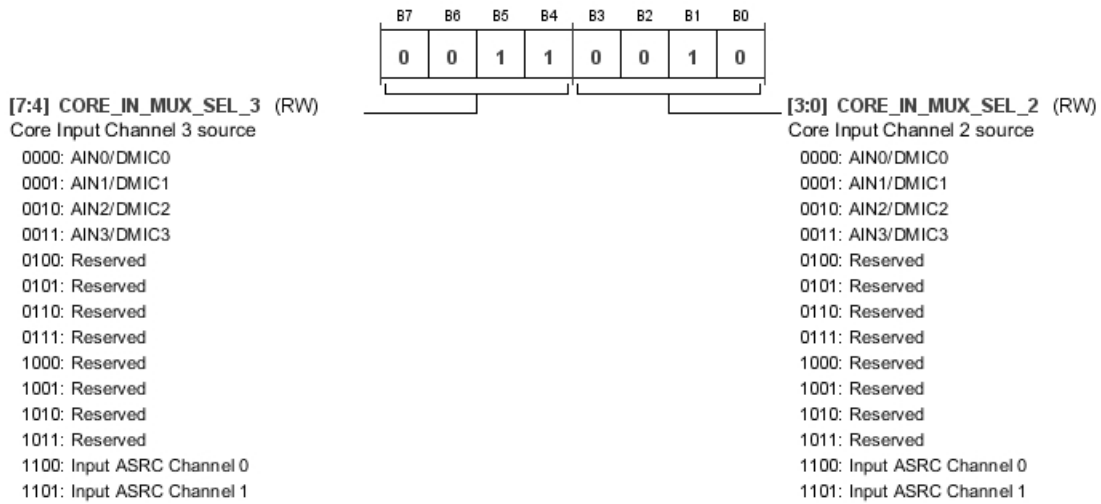 B7 B6 B5 B4 B3 B2 B1 B0
0 0 1 1 0 0 1 0
[7:4] CORE_IN_MUX_SEL_3 (RW)
Core Input Channel 3 source
0000: AIN0/DMIC0
0001: AIN1/DMIC1
0010: AIN2/DMIC2
0011: AIN3/DMIC3
0100: Reserved
0101: Reserved
0110: Reserved
0111: Reserved
1000: Reserved
1001: Reserved
1010: Reserved
1011: Reserved
1100: Input ASRC Channel 0
1101: Input ASRC Channel 1
[3:0] CORE_IN_MUX_SEL_2 (RW)
Core Input Channel 2 source
0000: AIN0/DMIC0
0001: AIN1/DMIC1
0010: AIN2/DMIC2
0011: AIN3/DMIC3
0100: Reserved
0101: Reserved
0110: Reserved
0111: Reserved
1000: Reserved
1001: Reserved
1010: Reserved
1011: Reserved
1100: Input ASRC Channel 0
1101: Input ASRC Channel 1